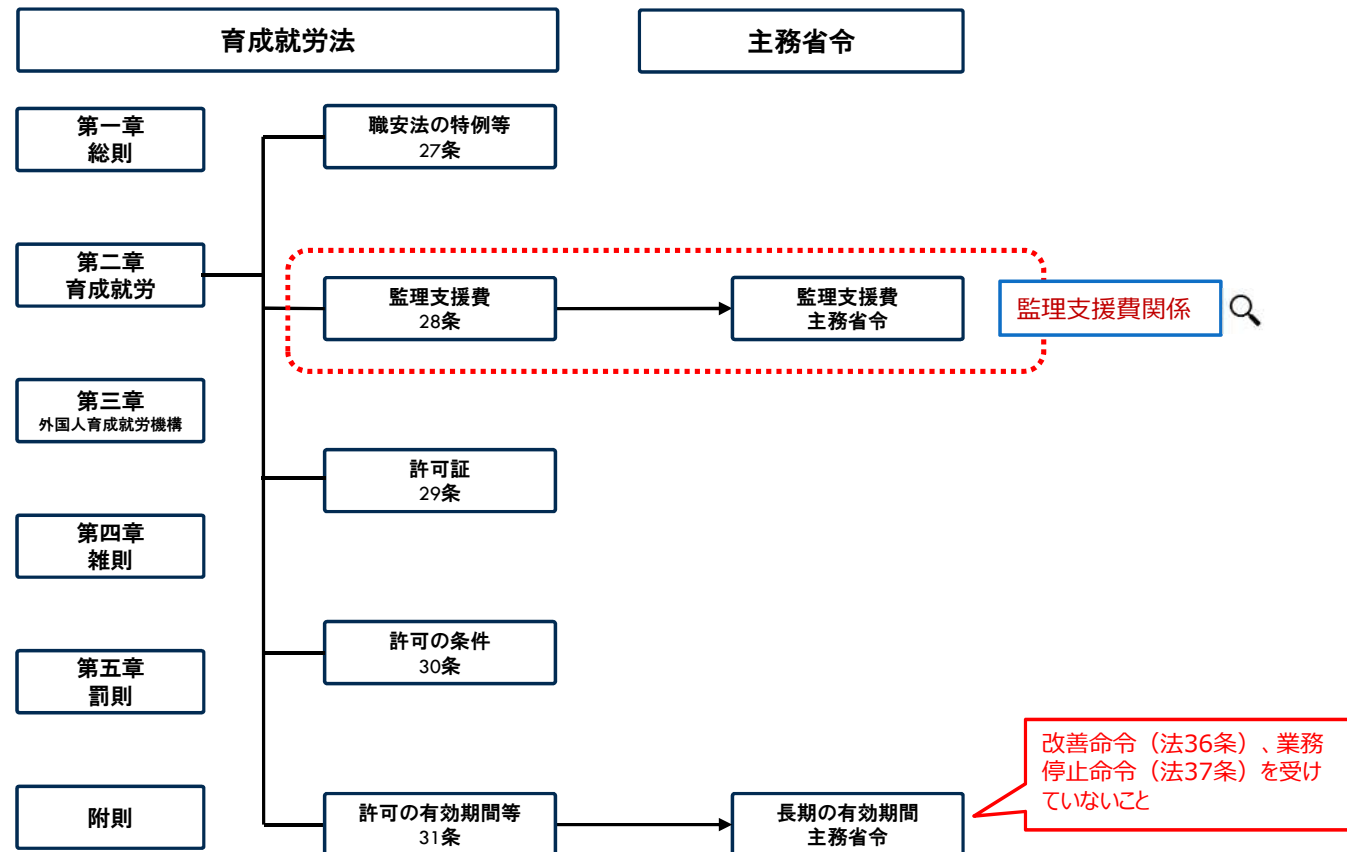 育成就労法
主務省令
第一章
総則
職安法の特例等
27条
第二章
育成就労
監理支援費
28条
監理支援費
主務省令
監理支援費関係
第三章
外国人育成就労機構
許可証
29条
第四章
雑則
許可の条件
30条
第五章
罰則
改善命令（法36条）、業務
停止命令（法37条）を受け
ていないこと
附則
許可の有効期間等
31条
長期の有効期間
主務省令